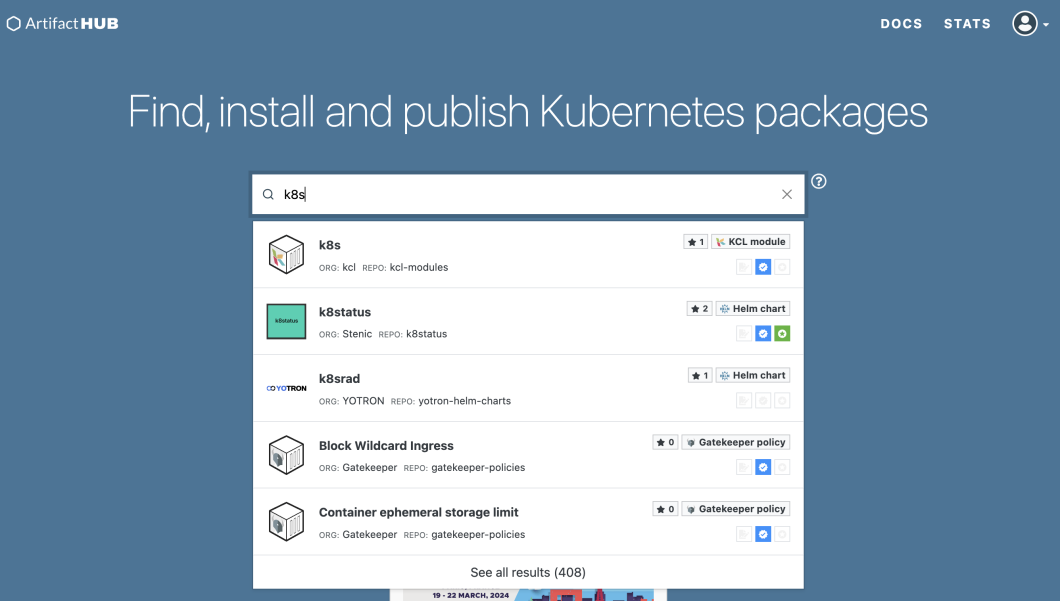 ArtifactHUB
DOCS STATS
Find, install and publish Kubernetes packages
k8s
k8s
★ 1 KCL module
ORG: kcl REPO: kcl-modules
k8status
k8status
★ 2 Helm chart
ORG: Stenic REPO: k8status
YOTRON
k8srad
★ 1 Helm chart
ORG: YOTRON REPO: yotron-helm-charts
Block Wildcard Ingress
★ 0 Gatekeeper policy
ORG: Gatekeeper REPO: gatekeeper-policies
Container ephemeral storage limit
★ 0 Gatekeeper policy
ORG: Gatekeeper REPO: gatekeeper-policies
See all results (408)
19 - 22 MARCH, 2024